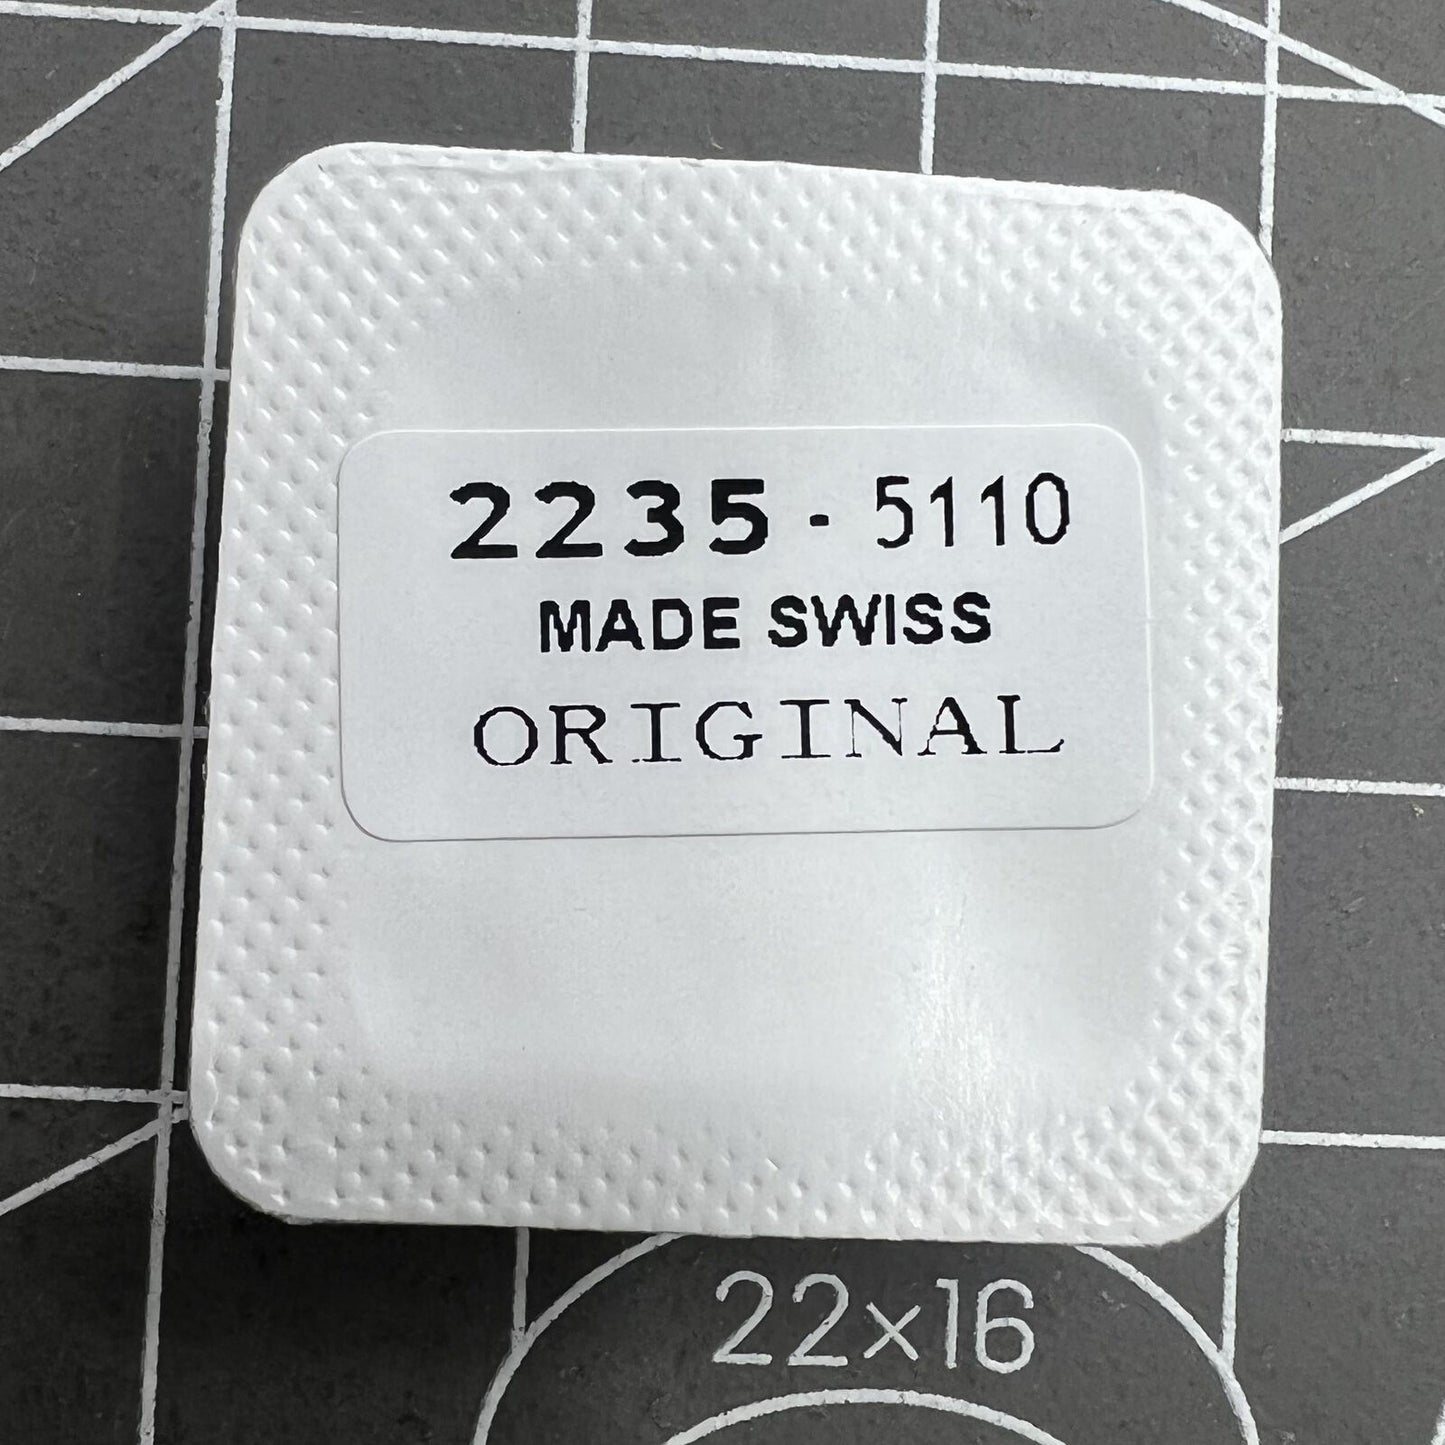 2235 - 5110
MADE SWISS
ORIGINAL
22×16